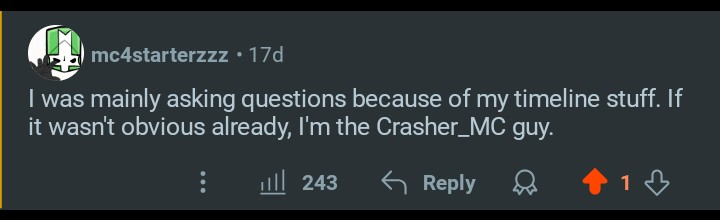 mc4starterzzz • 17d
I was mainly asking questions because of my timeline stuff. If
it wasn't obvious already, I'm the Crasher_MC guy.
243 Reply 1